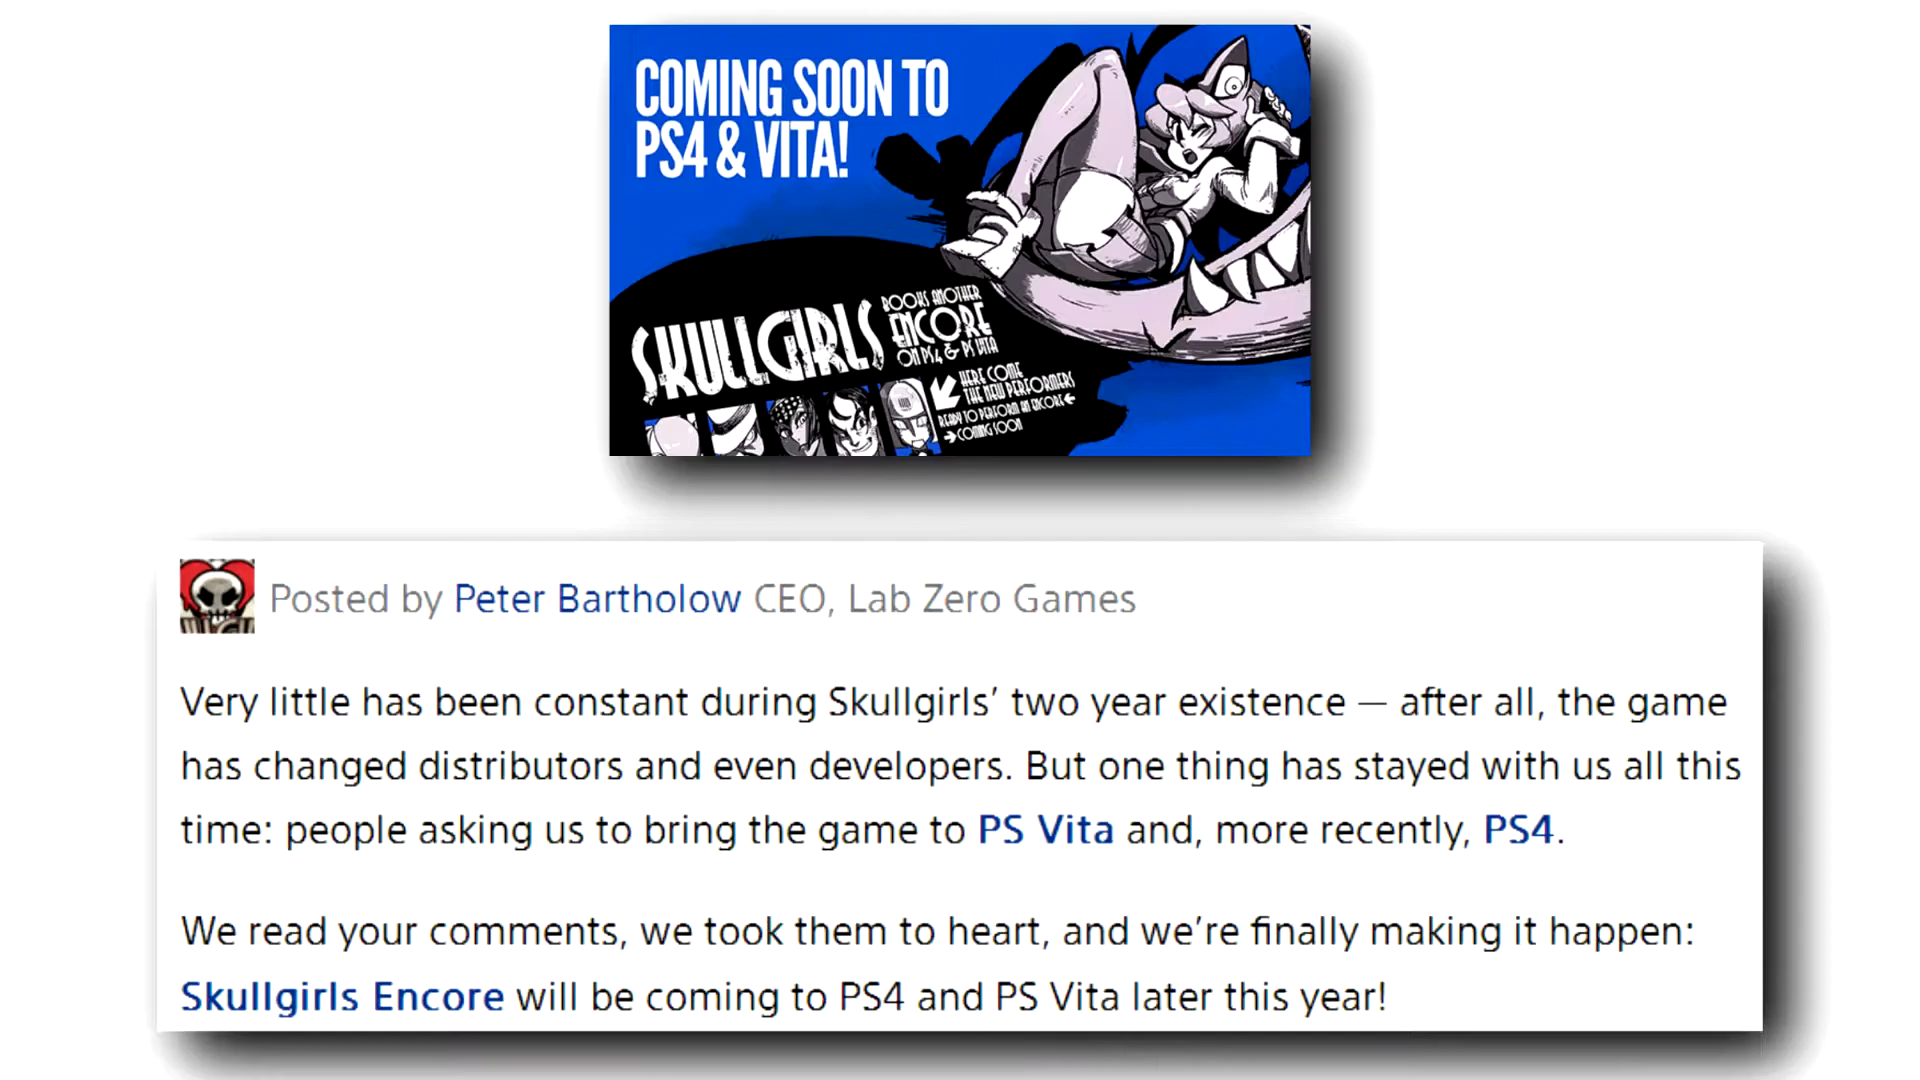 COMING SOON TO
PS4 & VITA!
SKULLGIRLS
BOOKS ANOTHER
ENCORE
ON PS4 & PS VITA
HERE COME
THE NEW PERFORMERS
READY TO PERFORM AN ENCORE
COMING SOON
Posted by Peter Bartholow CEO, Lab Zero Games
Very little has been constant during Skullgirls’ two year existence — after all, the game
has changed distributors and even developers. But one thing has stayed with us all this
time: people asking us to bring the game to PS Vita and, more recently, PS4.
We read your comments, we took them to heart, and we’re finally making it happen:
Skullgirls Encore will be coming to PS4 and PS Vita later this year!